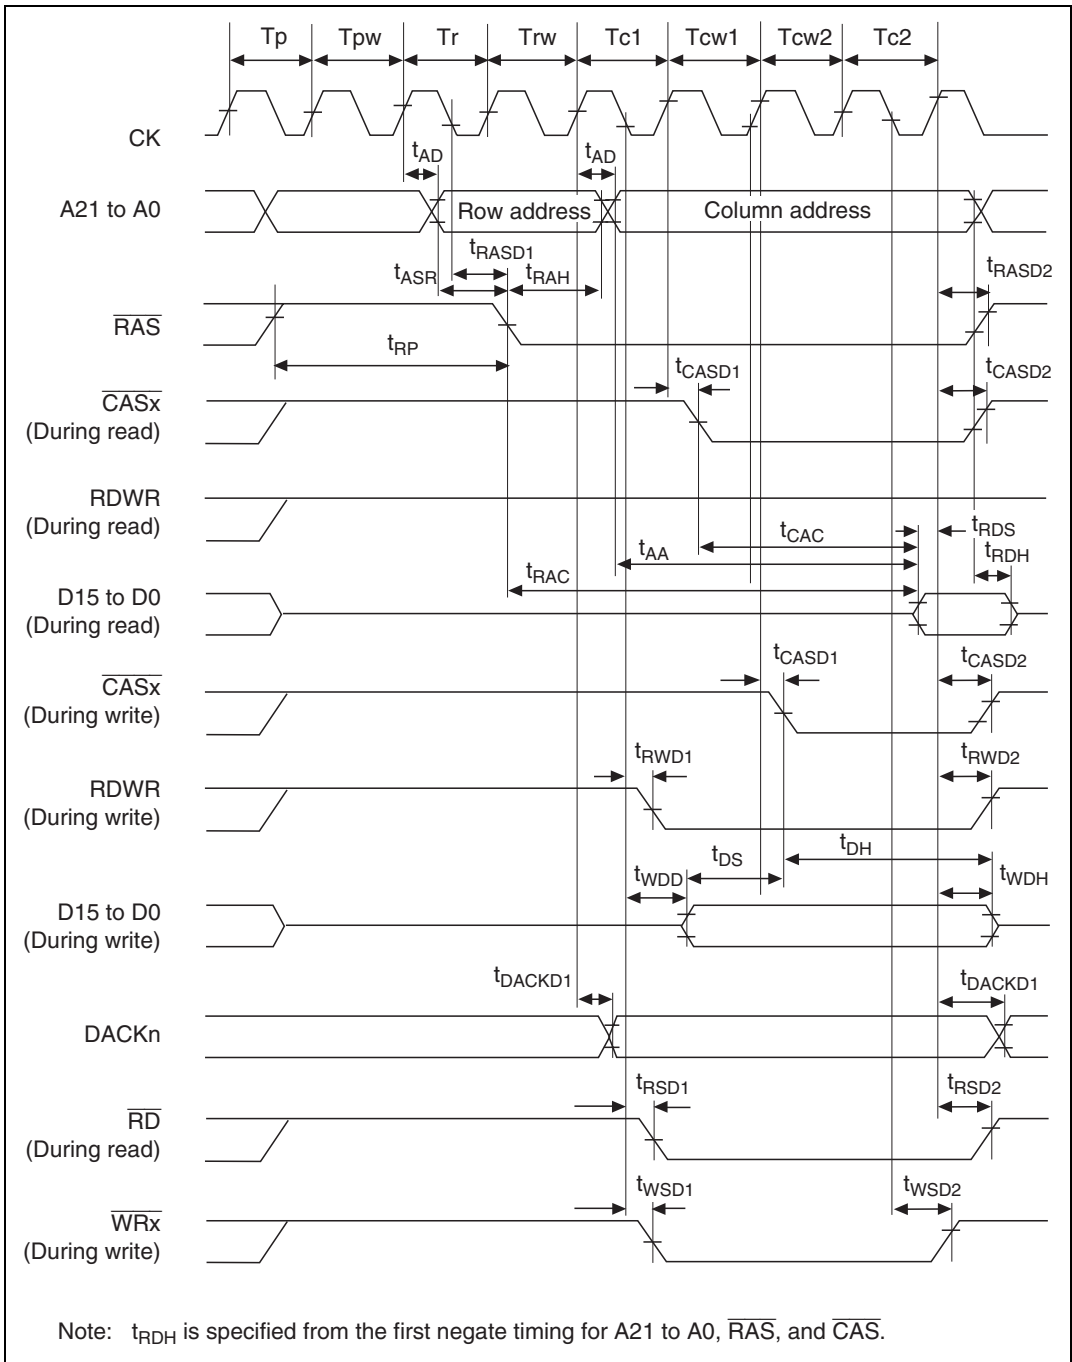 Tp Tpw Tr Trw Tc1 Tcw1 Tcw2 Tc2
CK
tAD tAD
A21 to A0 Row address Column address
tRASD1
tASR tRAH tRASD2
RAS
tRP
tCASD1 tCASD2
CASx
(During read)
RDWR
(During read)
tRDS
tCAC
tRDH
tAA
tRAC
D15 to D0
(During read)
tCASD1 tCASD2
CASx
(During write)
tRWD1 tRWD2
RDWR
(During write)
tDH
tDS
tWDD tWDH
D15 to D0
(During write)
tDACKD1 tDACKD1
DACKn
tRSD1 tRSD2
RD
(During read)
tWSD1 tWSD2
WRx
(During write)
Note: tRDH is specified from the first negate timing for A21 to A0, RAS, and CAS.